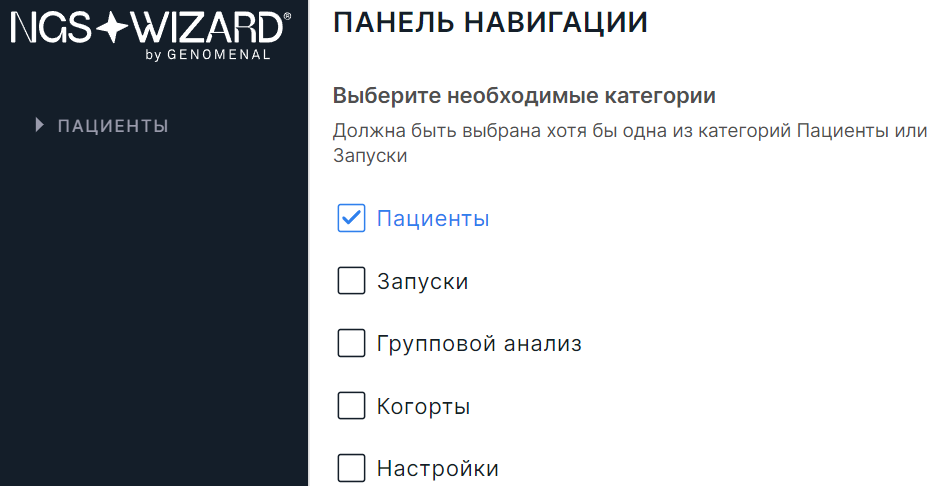 NGS WIZARD®
by GENOMENAL
ПАЦИЕНТЫ
ПАНЕЛЬ НАВИГАЦИИ
Выберите необходимые категории
Должна быть выбрана хотя бы одна из категорий Пациенты или
Запуски
Пациенты
Запуски
Групповой анализ
Когорты
Настройки